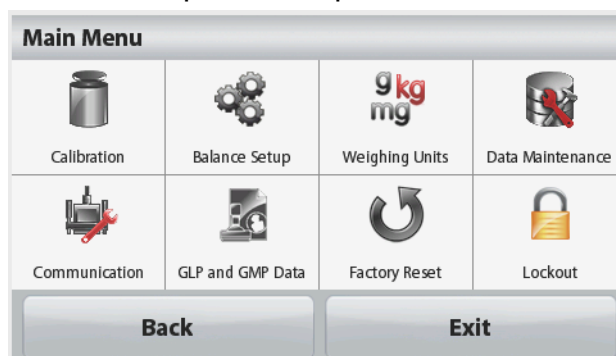 Main Menu
g kg
mg
Calibration
Balance Setup
Weighing Units
Data Maintenance
Communication
GLP and GMP Data
Factory Reset
Lockout
Back
Exit